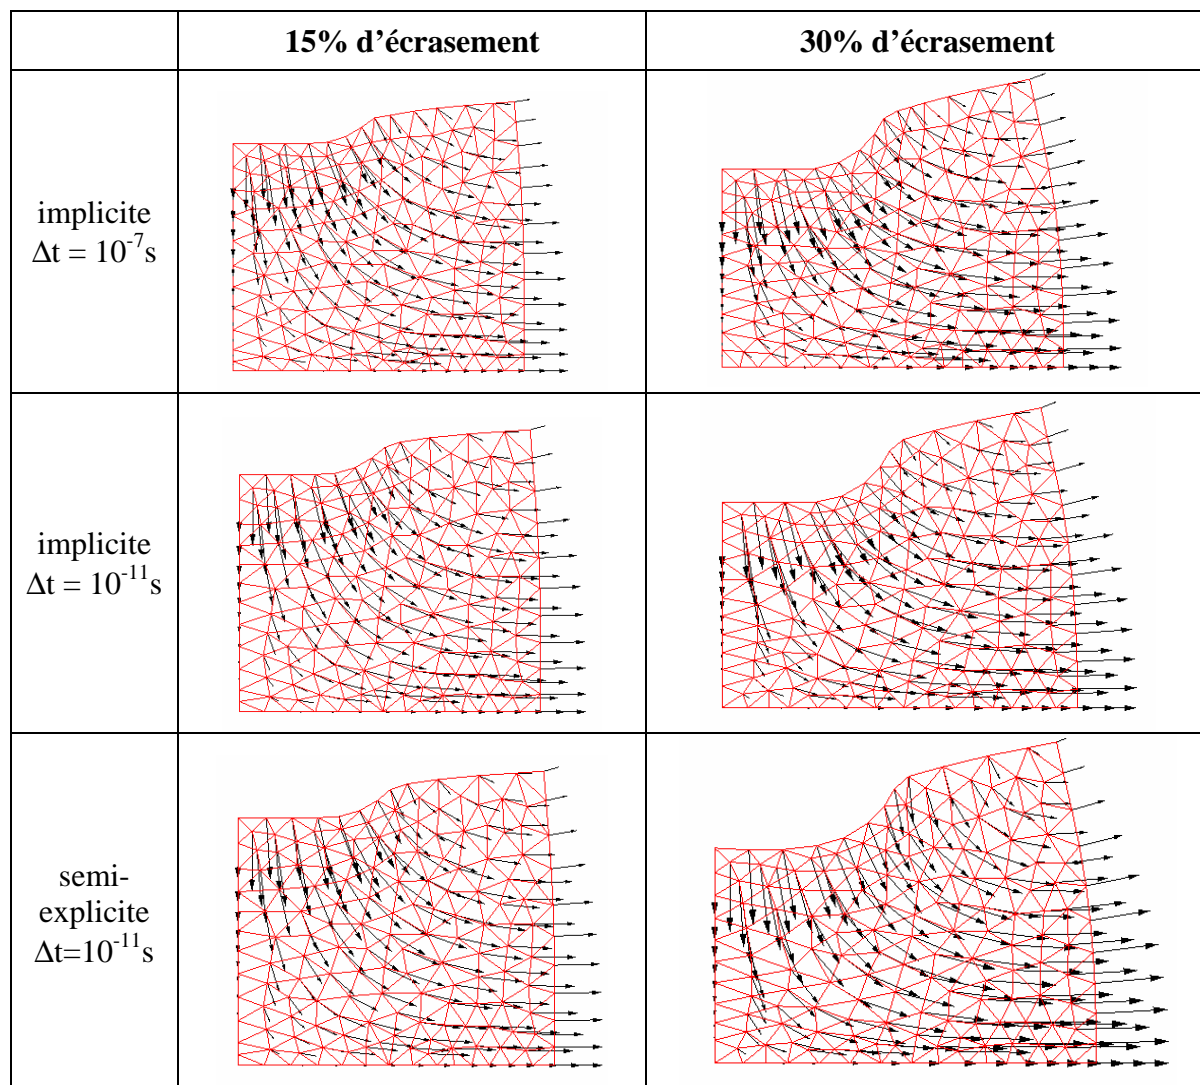 15% d’écrasement
30% d’écrasement
implicite
Δt = 10⁻⁷s
implicite
Δt = 10⁻¹¹s
semi-
explicite
Δt=10⁻¹¹s